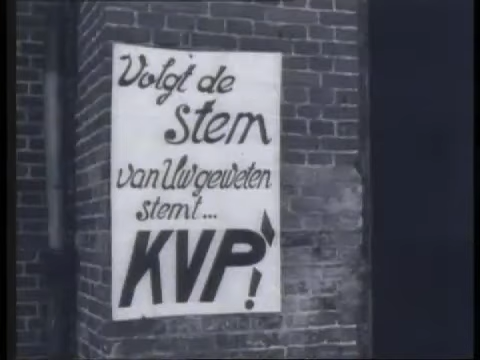 Volgt de
stem
van Uw geweten
stemt...
KVP!